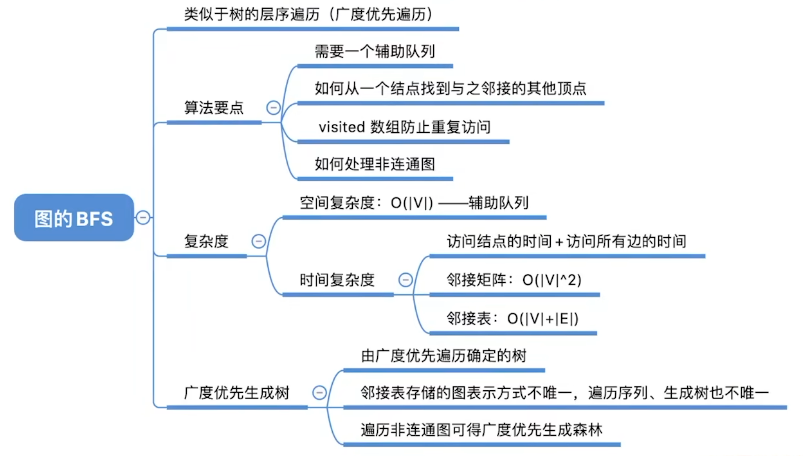 图的BFS
类似于树的层序遍历（广度优先遍历）
算法要点
需要一个辅助队列
如何从一个结点找到与之邻接的其他顶点
visited 数组防止重复访问
如何处理非连通图
复杂度
空间复杂度：O(|V|) ——辅助队列
时间复杂度
访问结点的时间+访问所有边的时间
邻接矩阵：O(|V|^2)
邻接表：O(|V|+|E|)
广度优先生成树
由广度优先遍历确定的树
邻接表存储的图表示方式不唯一，遍历序列、生成树也不唯一
遍历非连通图可得广度优先生成森林